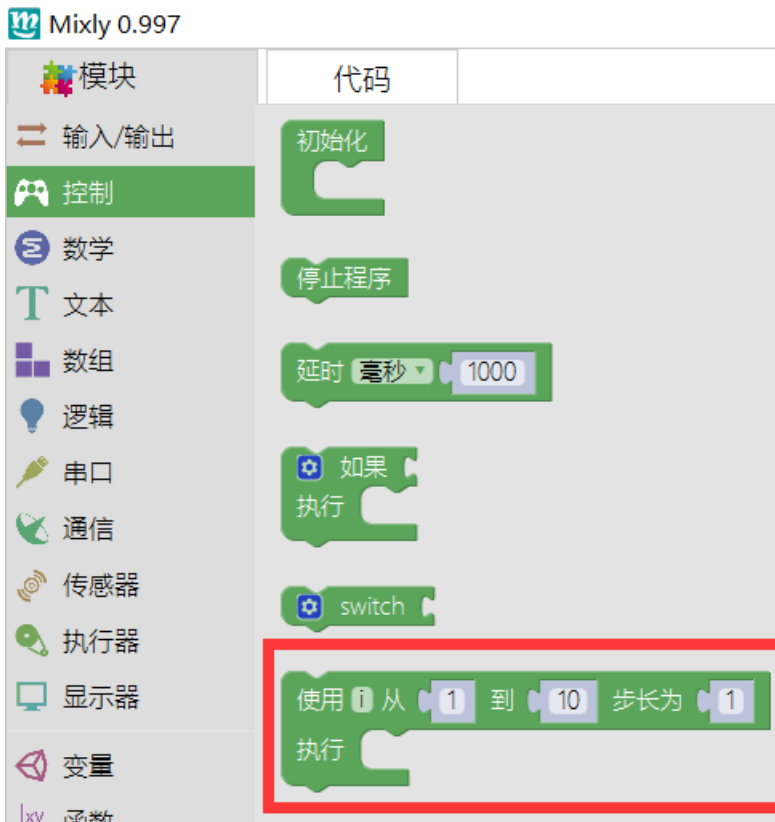 Mixly 0.997
模块
代码
输入/输出
控制
数学
文本
数组
逻辑
串口
通信
传感器
执行器
显示器
变量
xy 函数
初始化
停止程序
延时 毫秒 1000
如果
执行
switch
使用 i 从 1 到 10 步长为 1
执行